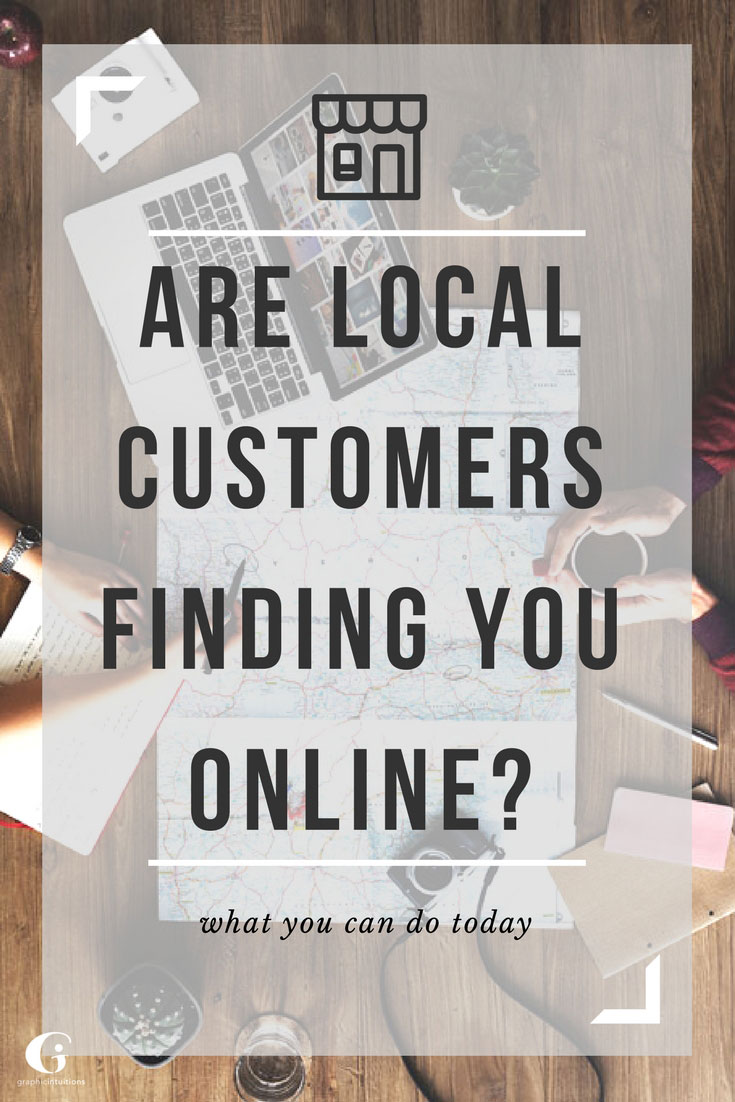 ARE LOCAL
CUSTOMERS
FINDING YOU
ONLINE?
what you can do today
G
graphicintuitions